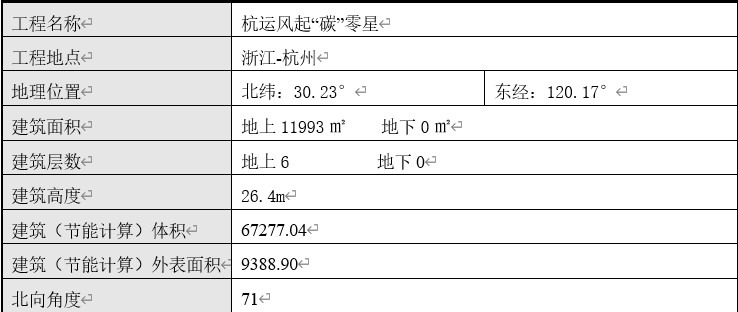 工程名称 杭运风起“碳”零星
工程地点 浙江-杭州
地理位置 北纬：30.23° 东经：120.17°
建筑面积 地上 11993 ㎡ 地下 0 ㎡
建筑层数 地上 6 地下 0
建筑高度 26.4m
建筑（节能计算）体积 67277.04
建筑（节能计算）外表面积 9388.90
北向角度 71